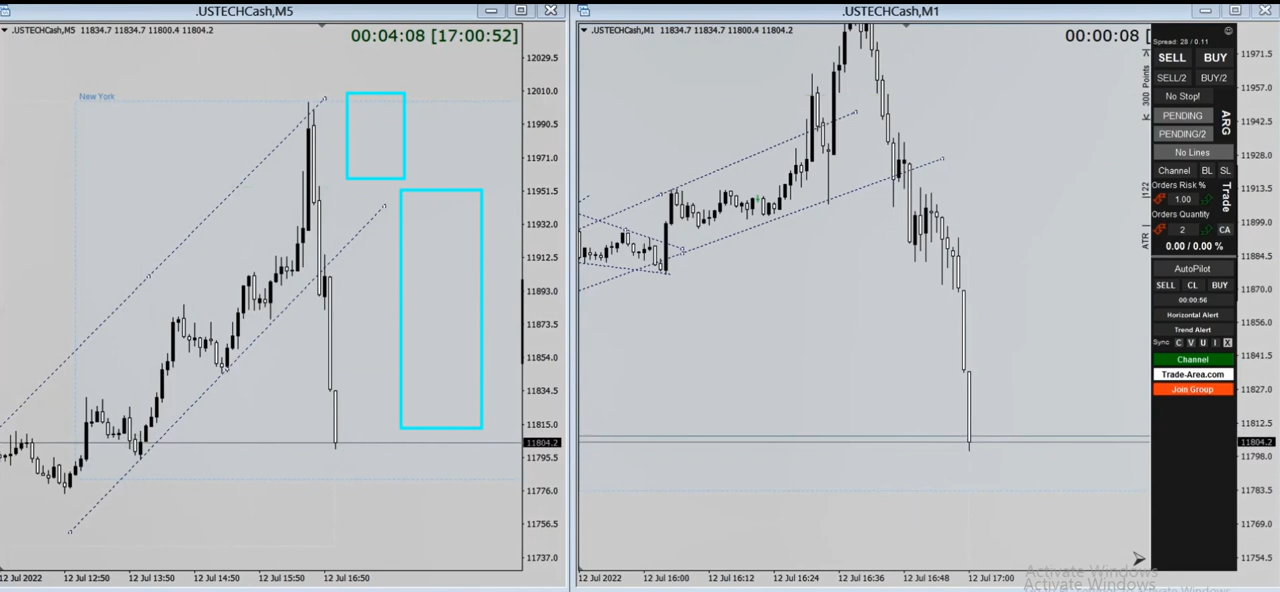 .USTECHCash,M5
.USTECHCash,M5 11834.7 11834.7 11800.4 11804.2
00:04:08 [17:00:52]
New York
12029.5
12010.0
11990.5
11971.0
11951.5
11932.0
11912.5
11893.0
11873.5
11854.0
11834.5
11815.0
11804.2
11795.5
11776.0
11756.5
11737.0
12 Jul 2022
12 Jul 12:50
12 Jul 13:50
12 Jul 14:50
12 Jul 15:50
12 Jul 16:50
.USTECHCash,M1
.USTECHCash,M1 11834.7 11834.7 11800.4 11804.2
00:00:08 [
300 Points
ATR
122
Spread: 28 / 0.11
SELL BUY
SELL/2 BUY/2
No Stop!
PENDING
PENDING/2
ARG
No Lines
Channel BL SL
Orders Risk %
1.00
Trade
Orders Quantity
2 CA
0.00 / 0.00 %
AutoPilot
SELL CL BUY
00:00:56
Horizontal Alert
Trend Alert
Sync C V U I X
Channel
Trade-Area.com
Join Group
11971.5
11957.0
11942.5
11928.0
11913.5
11899.0
11884.5
11870.0
11856.0
11841.5
11827.0
11812.5
11804.2
11798.0
11783.5
11769.0
11754.5
12 Jul 2022
12 Jul 16:00
12 Jul 16:12
12 Jul 16:24
12 Jul 16:36
12 Jul 16:48
12 Jul 17:00
Activate Windows
Activate Windows